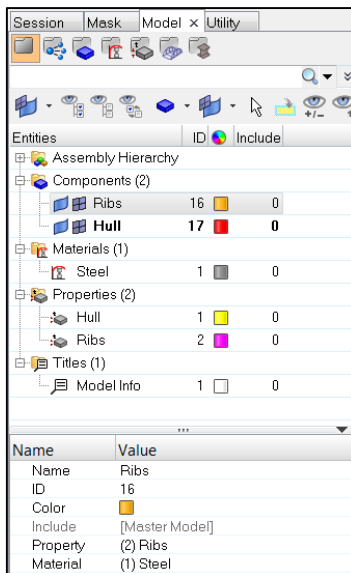 Session Mask Model × Utility
+/-
Entities ID Include
Assembly Hierarchy
Components (2)
Ribs 16 0
Hull 17 0
Materials (1)
Steel 1 0
Properties (2)
Hull 1 0
Ribs 2 0
Titles (1)
Model Info 1 0
Name Value
Name Ribs
ID 16
Color
Include [Master Model]
Property (2) Ribs
Material (1) Steel